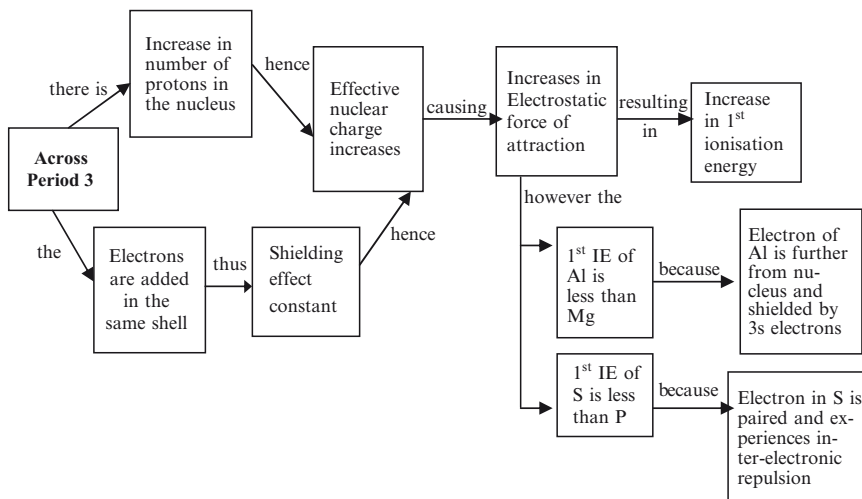 Across
Period 3
there is
Increase in
number of
protons in
the nucleus
hence
the
Electrons
are added
in the
same shell
thus
Shielding
effect
constant
hence
Effective
nuclear
charge
increases
causing
Increases in
Electrostatic
force of
attraction
resulting
in
Increase
in 1st
ionisation
energy
however the
1st IE of
Al is
less than
Mg
because
Electron of
Al is further
from nu-
cleus and
shielded by
3s electrons
1st IE of
S is less
than P
because
Electron in S is
paired and ex-
periences in-
ter-electronic
repulsion